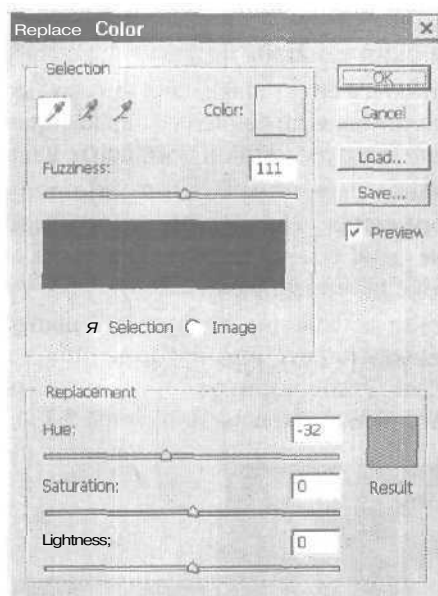 Replace Color
Selection
OK
Color:
Cancel
Fuzziness:
111
Load...
Save...
Preview
Я Selection Image
Replacement
Hue:
-32
Saturation:
0
Result
Lightness;
0